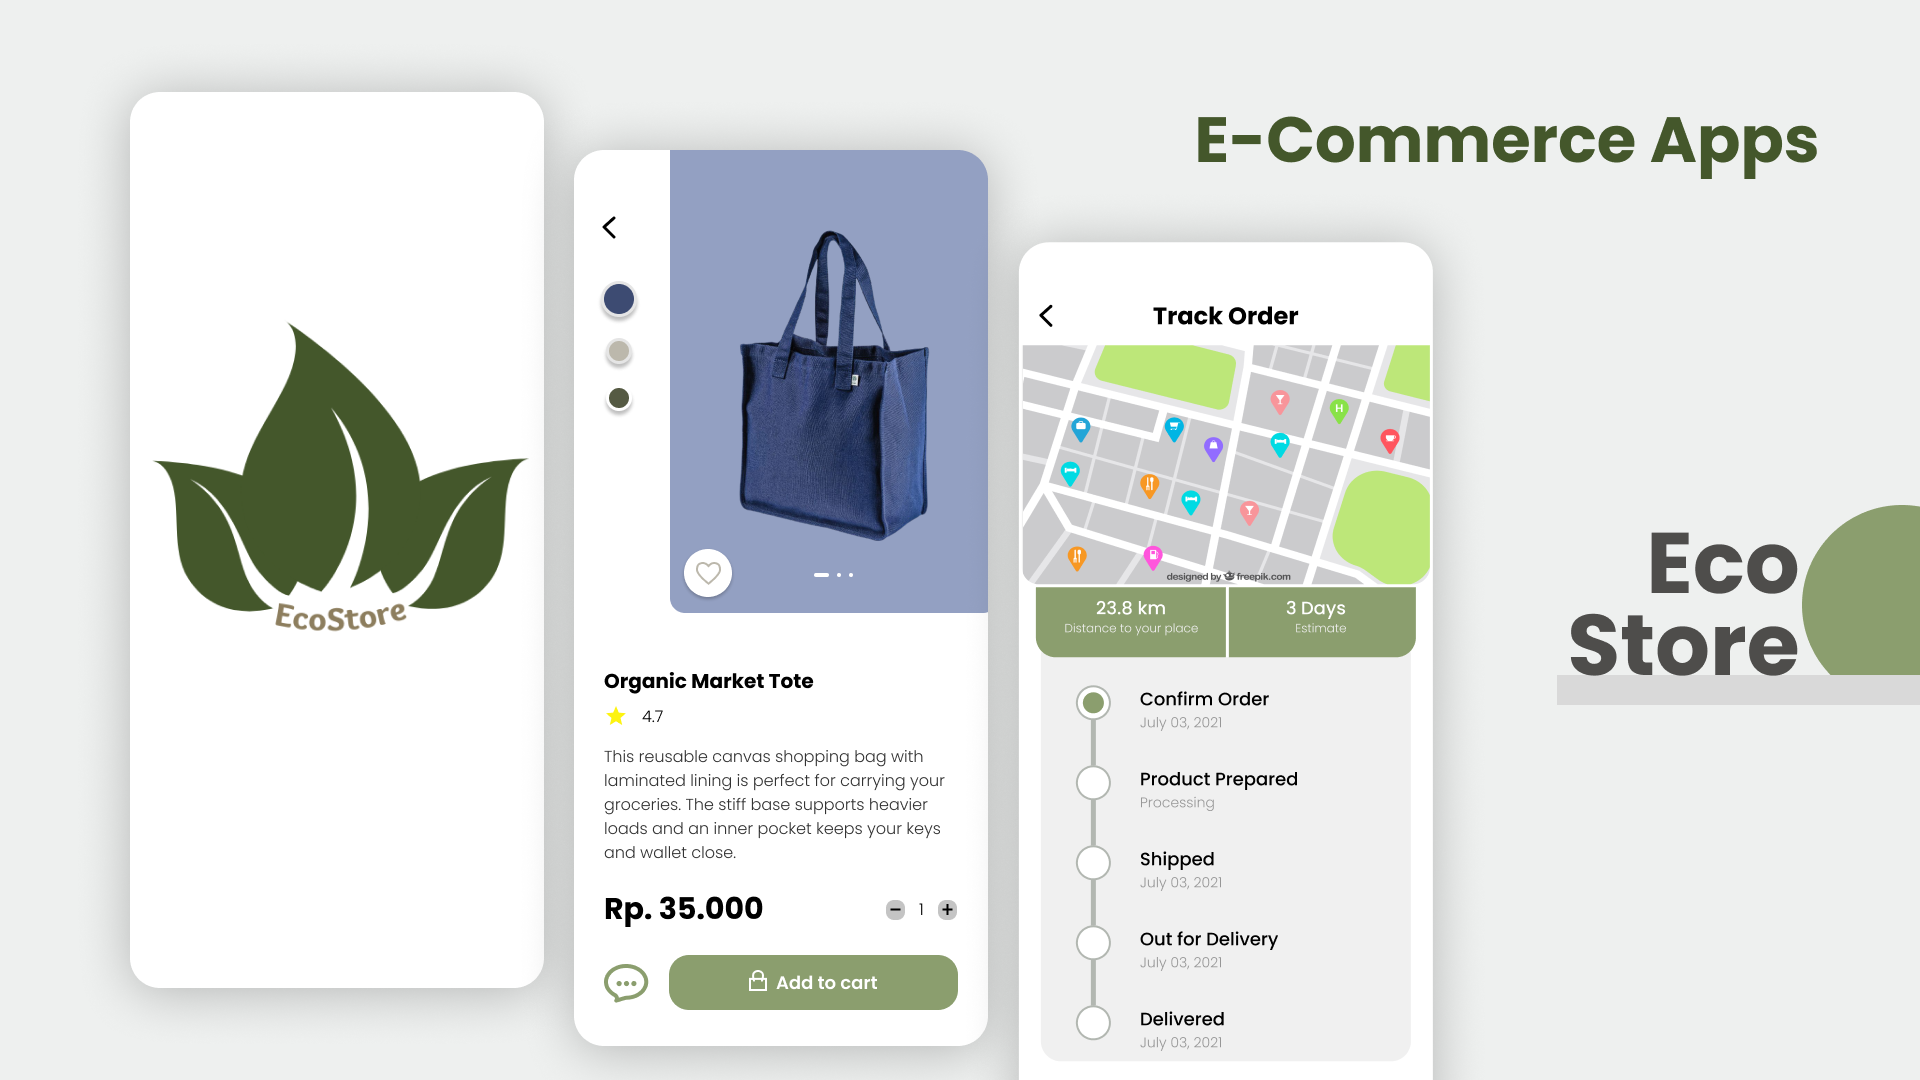 E-Commerce Apps
EcoStore
Organic Market Tote
4.7
This reusable canvas shopping bag with
laminated lining is perfect for carrying your
groceries. The stiff base supports heavier
loads and an inner pocket keeps your keys
and wallet close.
Rp. 35.000
1
Add to cart
Track Order
H
designed by freepik.com
23.8 km
Distance to your place
3 Days
Estimate
Confirm Order
July 03, 2021
Product Prepared
Processing
Shipped
July 03, 2021
Out for Delivery
July 03, 2021
Delivered
July 03, 2021
Eco
Store